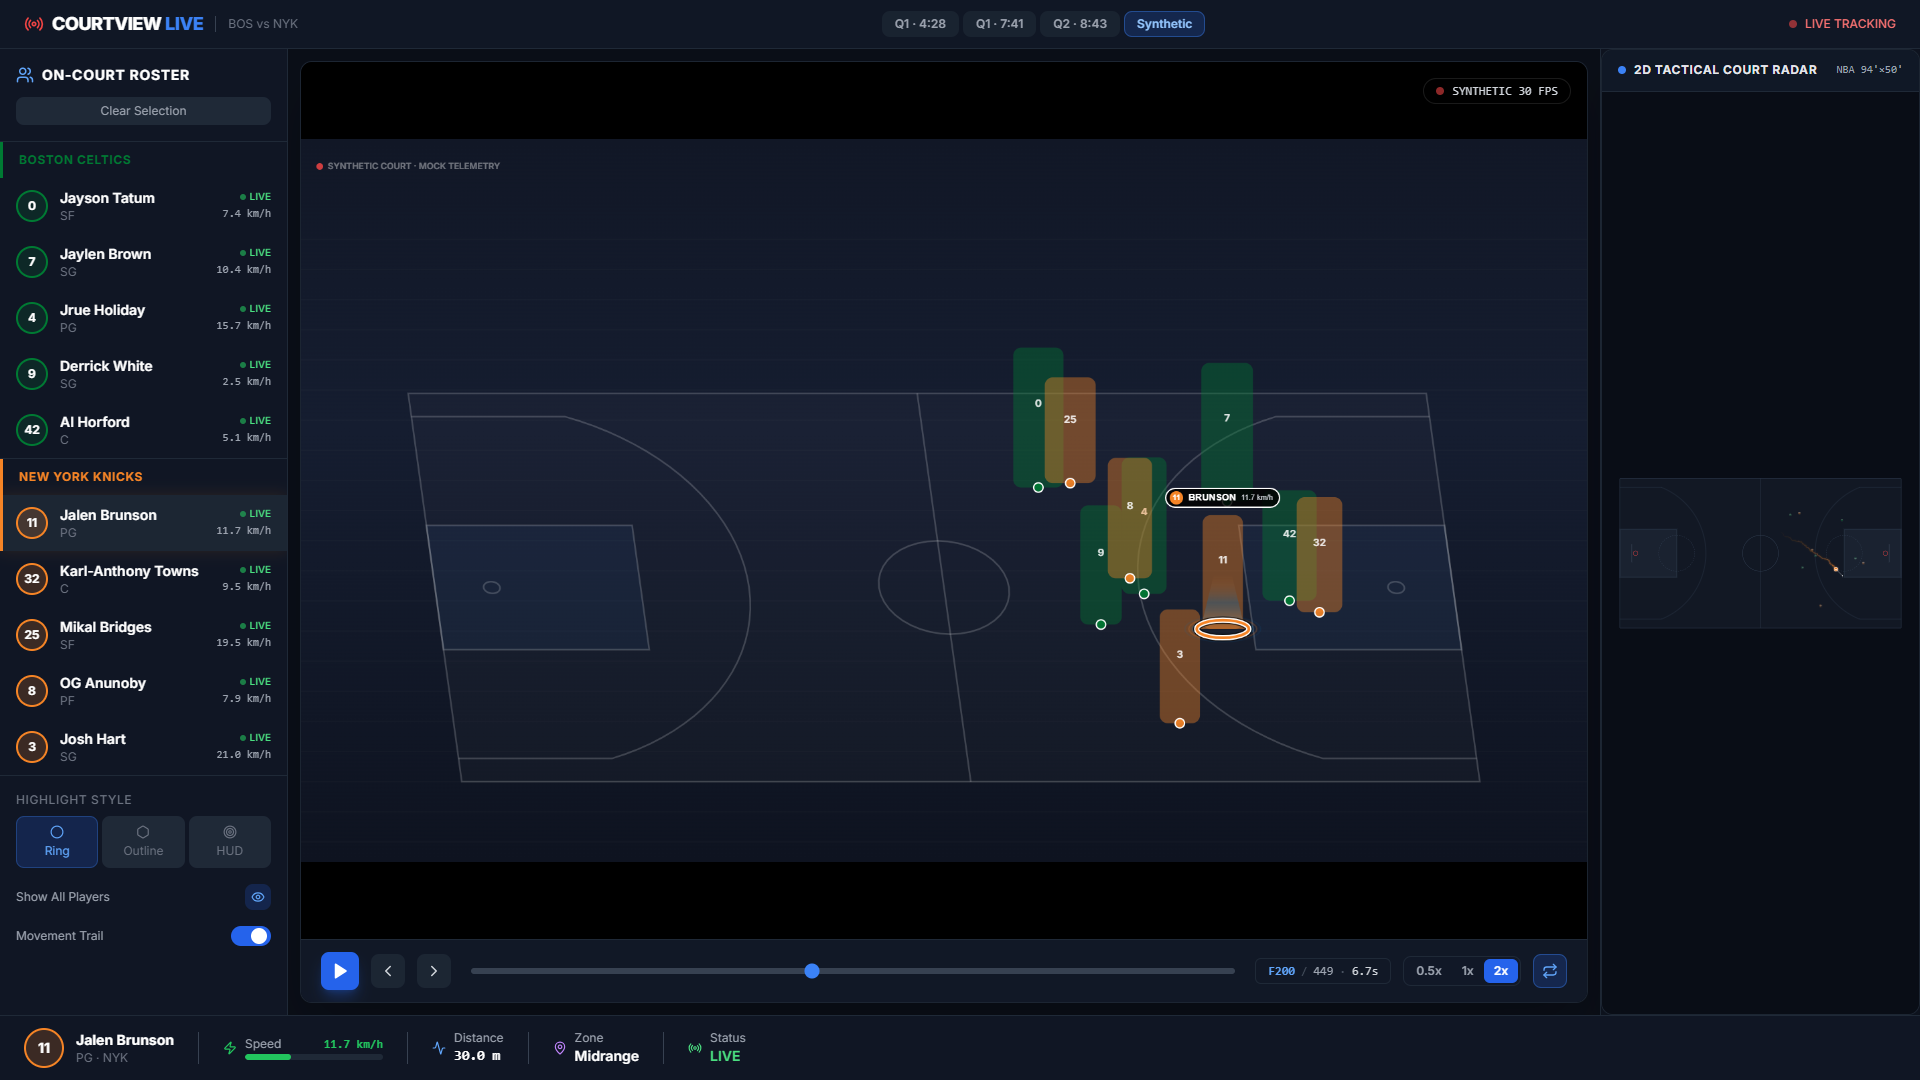 COURTVIEW LIVE
BOS vs NYK
Q1 · 4:28
Q1 · 7:41
Q2 · 8:43
Synthetic
LIVE TRACKING
ON-COURT ROSTER
Clear Selection
BOSTON CELTICS
0 Jayson Tatum LIVE
SF 7.4 km/h
7 Jaylen Brown LIVE
SG 10.4 km/h
4 Jrue Holiday LIVE
PG 15.7 km/h
9 Derrick White LIVE
SG 2.5 km/h
42 Al Horford LIVE
C 5.1 km/h
NEW YORK KNICKS
11 Jalen Brunson LIVE
PG 11.7 km/h
32 Karl-Anthony Towns LIVE
C 9.5 km/h
25 Mikal Bridges LIVE
SF 19.5 km/h
8 OG Anunoby LIVE
PF 7.9 km/h
3 Josh Hart LIVE
SG 21.0 km/h
HIGHLIGHT STYLE
Ring
Outline
HUD
Show All Players
Movement Trail
SYNTHETIC 30 FPS
SYNTHETIC COURT · MOCK TELEMETRY
0
25
7
8
4
11 BRUNSON 11.7 km/h
9
11
42
32
3
F200 / 449 · 6.7s
0.5x
1x
2x
2D TACTICAL COURT RADAR
NBA 94'×50'
11 Jalen Brunson
PG · NYK
Speed 11.7 km/h
Distance
30.0 m
Zone
Midrange
Status
LIVE